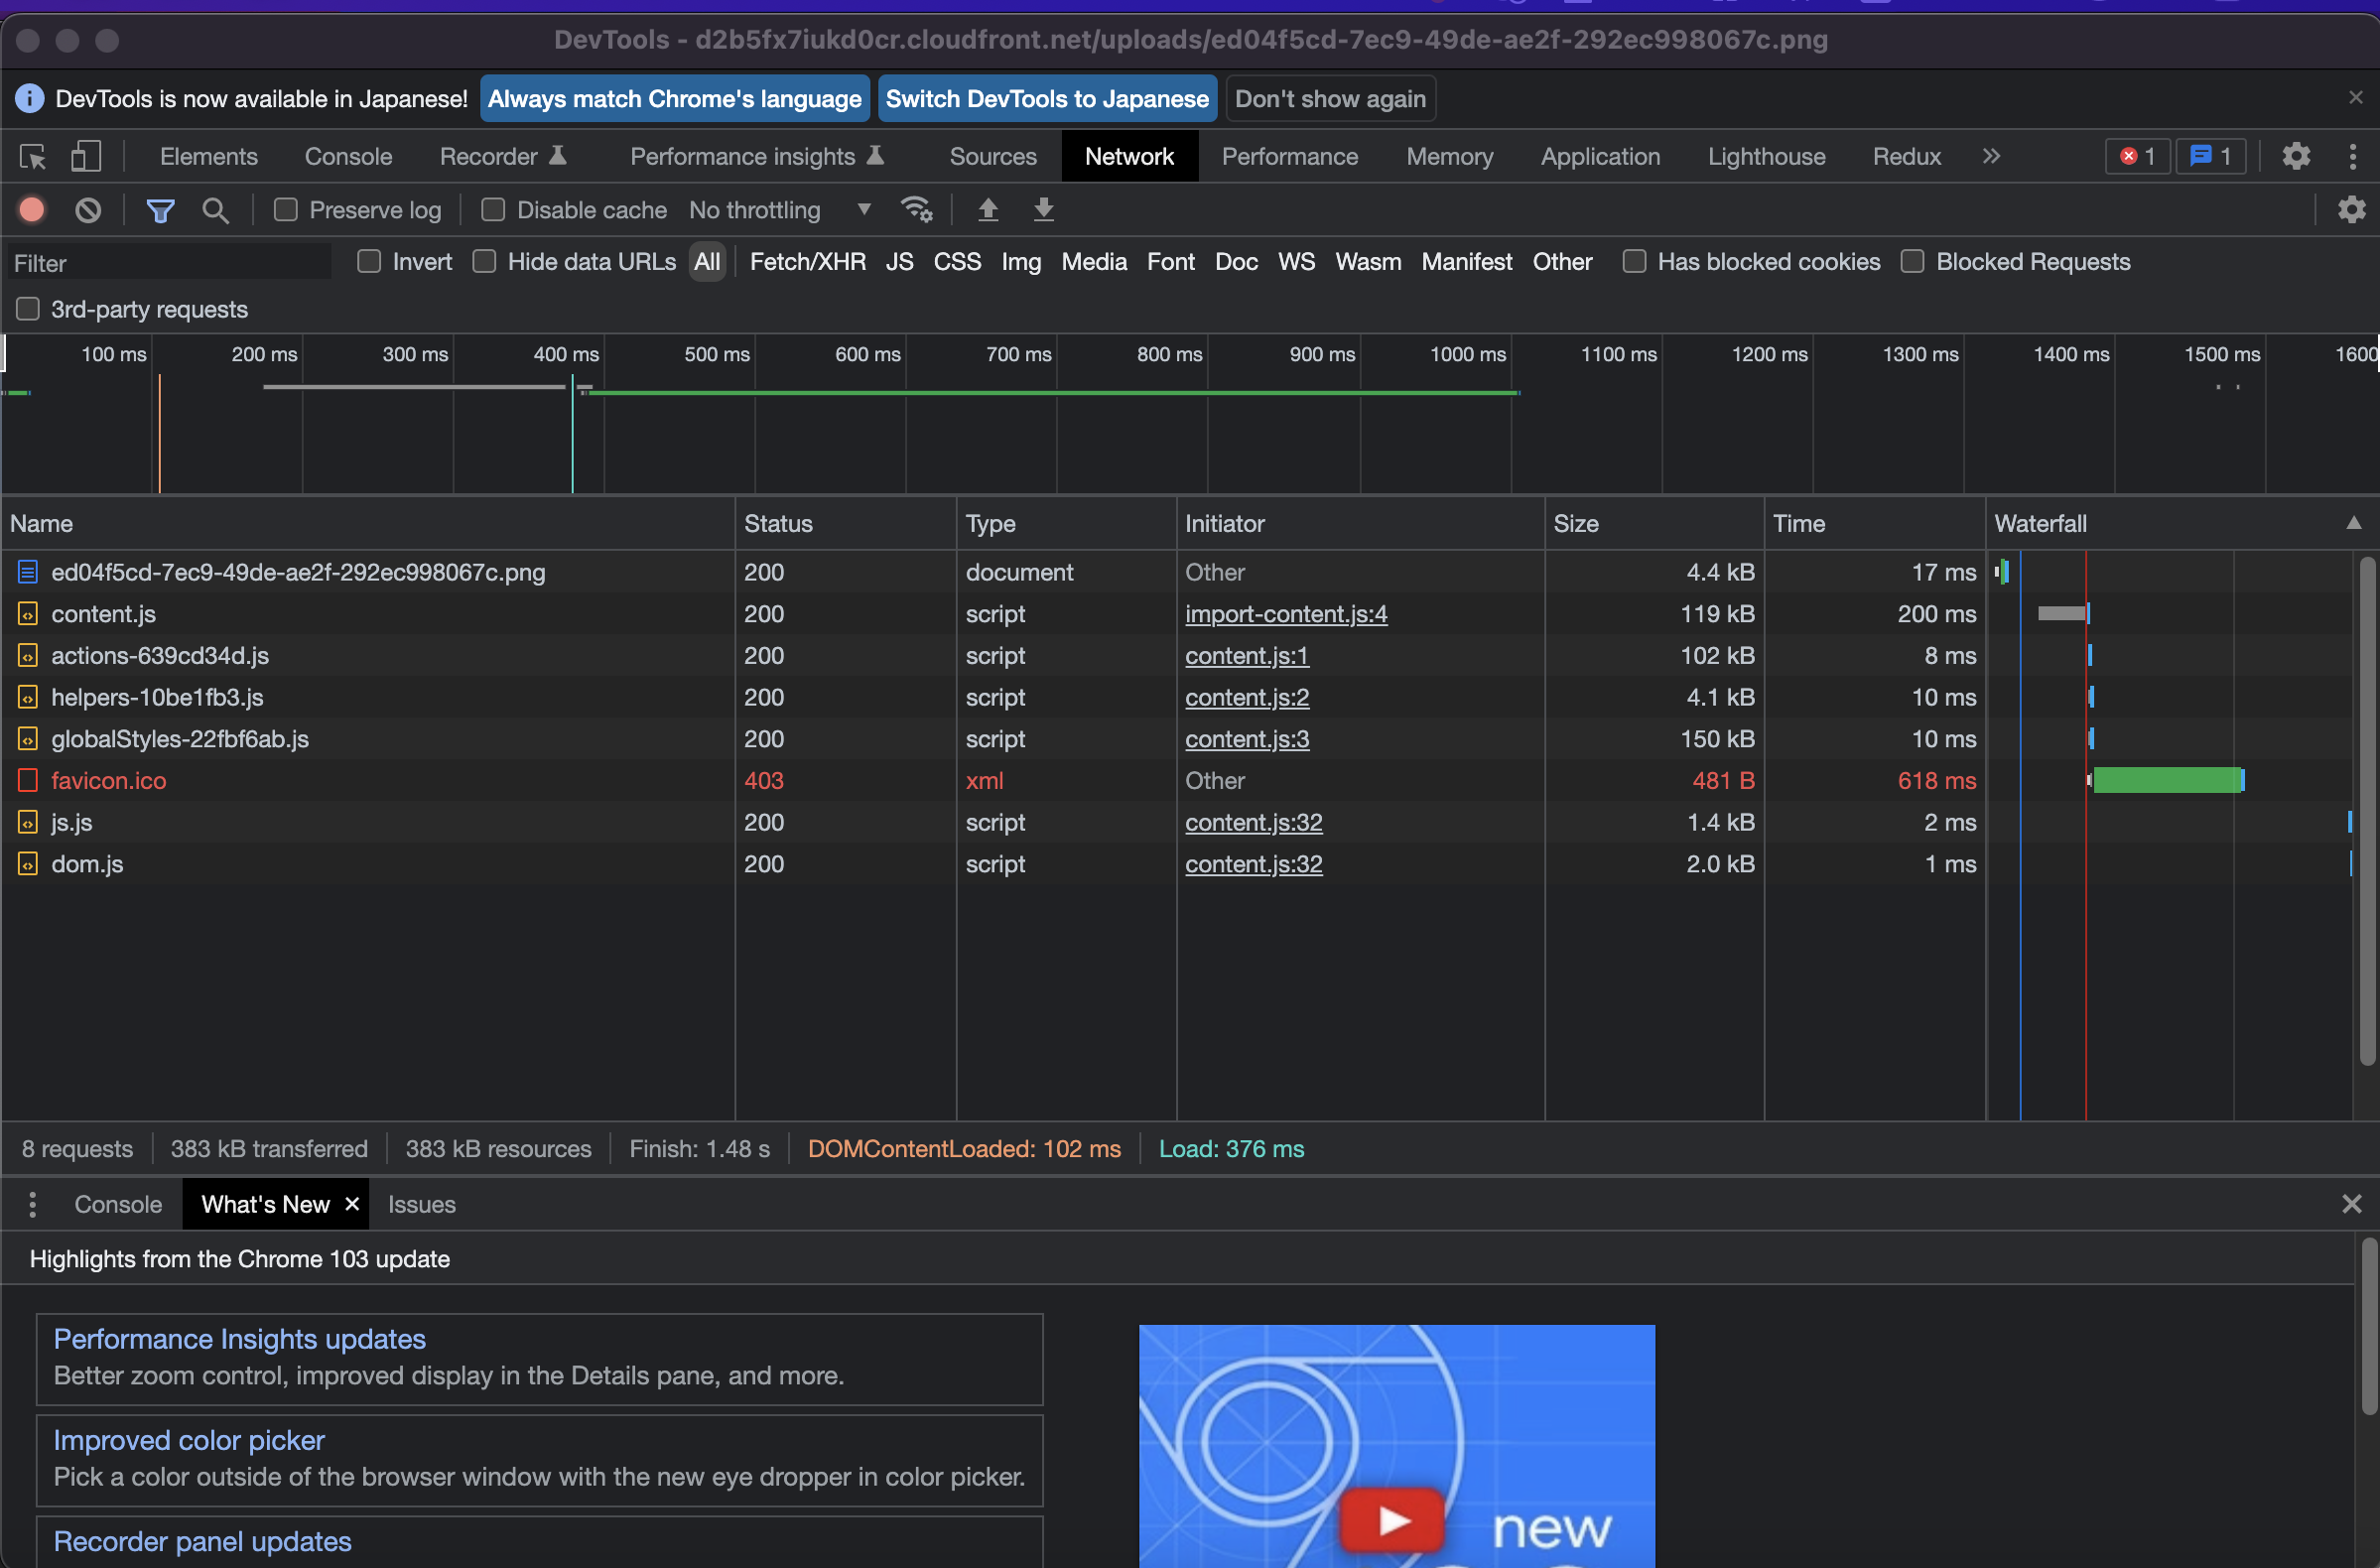 DevTools - d2b5fx7iukd0cr.cloudfront.net/uploads/ed04f5cd-7ec9-49de-ae2f-292ec998067c.png
DevTools is now available in Japanese! Always match Chrome's language Switch DevTools to Japanese Don't show again
Elements Console Recorder Performance insights Sources Network Performance Memory Application Lighthouse Redux 1 1
Preserve log Disable cache No throttling
Filter Invert Hide data URLs All Fetch/XHR JS CSS Img Media Font Doc WS Wasm Manifest Other Has blocked cookies Blocked Requests
3rd-party requests
100 ms 200 ms 300 ms 400 ms 500 ms 600 ms 700 ms 800 ms 900 ms 1000 ms 1100 ms 1200 ms 1300 ms 1400 ms 1500 ms 1600
Name Status Type Initiator Size Time Waterfall
ed04f5cd-7ec9-49de-ae2f-292ec998067c.png 200 document Other 4.4 kB 17 ms
content.js 200 script import-content.js:4 119 kB 200 ms
actions-639cd34d.js 200 script content.js:1 102 kB 8 ms
helpers-10be1fb3.js 200 script content.js:2 4.1 kB 10 ms
globalStyles-22fbf6ab.js 200 script content.js:3 150 kB 10 ms
favicon.ico 403 xml Other 481 B 618 ms
js.js 200 script content.js:32 1.4 kB 2 ms
dom.js 200 script content.js:32 2.0 kB 1 ms
8 requests 383 kB transferred 383 kB resources Finish: 1.48 s DOMContentLoaded: 102 ms Load: 376 ms
Console What's New Issues
Highlights from the Chrome 103 update
Performance Insights updates
Better zoom control, improved display in the Details pane, and more.
Improved color picker
Pick a color outside of the browser window with the new eye dropper in color picker.
Recorder panel updates
new